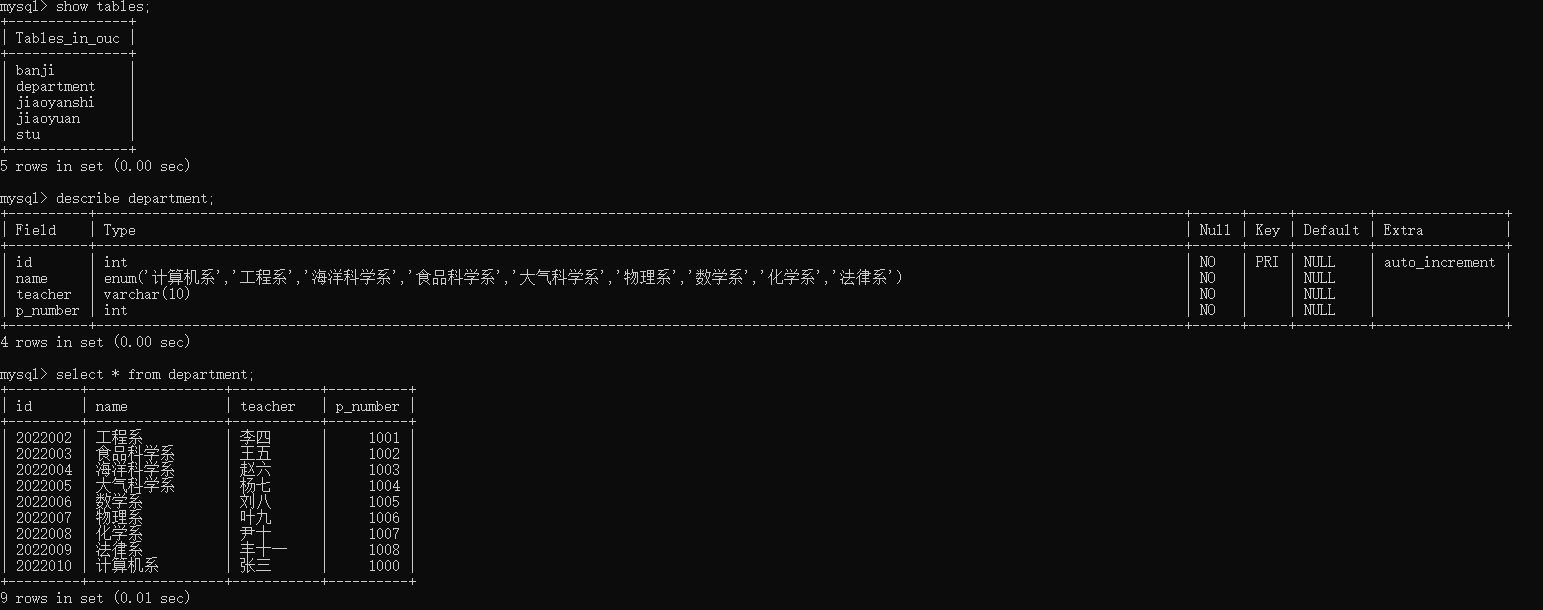 mysql> show tables;
+---------------+
| Tables_in_ouc |
+---------------+
| banji         |
| department    |
| jiaoyanshi    |
| jiaoyuan      |
| stu           |
+---------------+
5 rows in set (0.00 sec)
mysql> describe department;
| Field    | Type | Null | Key | Default | Extra |
| id       | int | NO | PRI | NULL | auto_increment |
| name     | enum('计算机系','工程系','海洋科学系','食品科学系','大气科学系','物理系','数学系','化学系','法律系') | NO | | NULL | |
| teacher  | varchar(10) | NO | | NULL | |
| p_number | int | NO | | NULL | |
4 rows in set (0.00 sec)
mysql> select * from department;
+---------+-----------------+-----------+----------+
| id      | name            | teacher   | p_number |
+---------+-----------------+-----------+----------+
| 2022002 | 工程系 | 李四 | 1001 |
| 2022003 | 食品科学系 | 王五 | 1002 |
| 2022004 | 海洋科学系 | 赵六 | 1003 |
| 2022005 | 大气科学系 | 杨七 | 1004 |
| 2022006 | 数学系 | 刘八 | 1005 |
| 2022007 | 物理系 | 叶九 | 1006 |
| 2022008 | 化学系 | 尹十 | 1007 |
| 2022009 | 法律系 | 丰十一 | 1008 |
| 2022010 | 计算机系 | 张三 | 1000 |
+---------+-----------------+-----------+----------+
9 rows in set (0.01 sec)